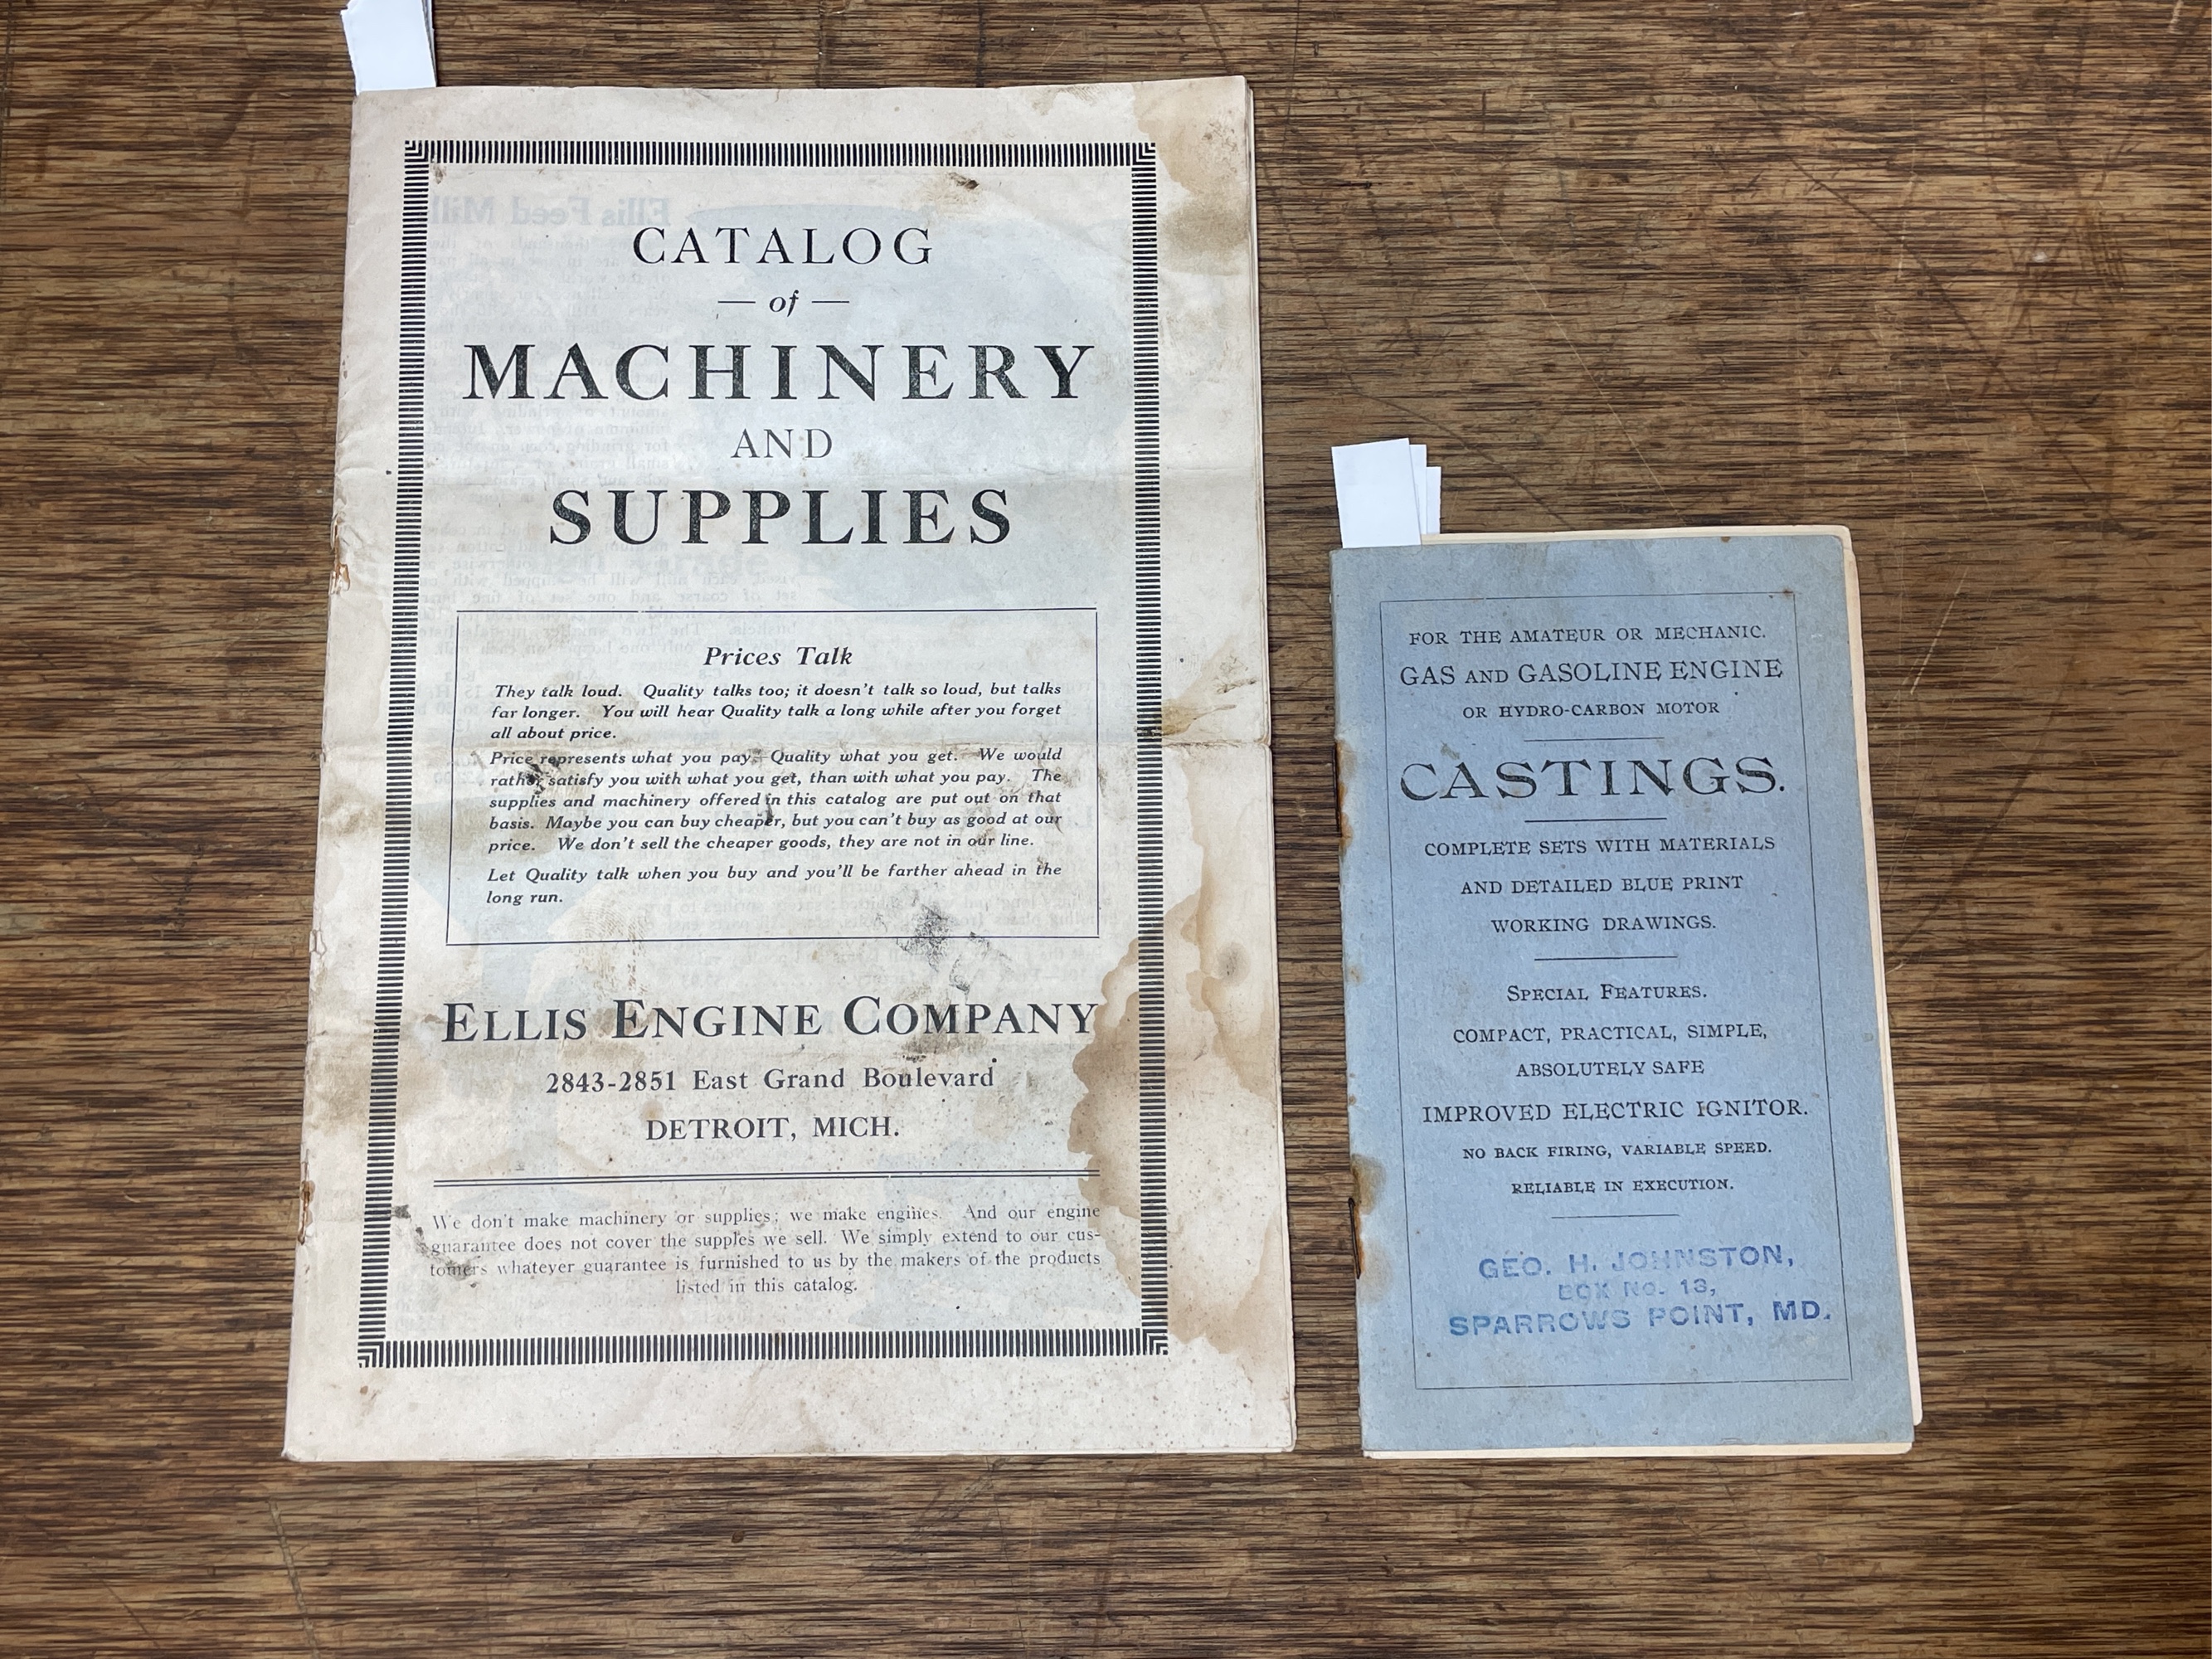 CATALOG
— of —
MACHINERY
AND
SUPPLIES
Prices Talk
They talk loud. Quality talks too; it doesn't talk so loud, but talks
far longer. You will hear Quality talk a long while after you forget
all about price.
Price represents what you pay—Quality what you get. We would
rather satisfy you with what you get, than with what you pay. The
supplies and machinery offered in this catalog are put out on that
basis. Maybe you can buy cheaper, but you can't buy as good at our
price. We don't sell the cheaper goods, they are not in our line.
Let Quality talk when you buy and you'll be farther ahead in the
long run.
ELLIS ENGINE COMPANY
2843-2851 East Grand Boulevard
DETROIT, MICH.
We don't make machinery or supplies; we make engines. And our engine
guarantee does not cover the supples we sell. We simply extend to our cus-
tomers whatever guarantee is furnished to us by the makers of the products
listed in this catalog.
FOR THE AMATEUR OR MECHANIC.
GAS AND GASOLINE ENGINE
OR HYDRO-CARBON MOTOR
CASTINGS.
COMPLETE SETS WITH MATERIALS
AND DETAILED BLUE PRINT
WORKING DRAWINGS.
SPECIAL FEATURES.
COMPACT, PRACTICAL, SIMPLE,
ABSOLUTELY SAFE
IMPROVED ELECTRIC IGNITOR.
NO BACK FIRING, VARIABLE SPEED.
RELIABLE IN EXECUTION.
GEO. H. JOHNSTON,
BOX NO. 13,
SPARROWS POINT, MD.